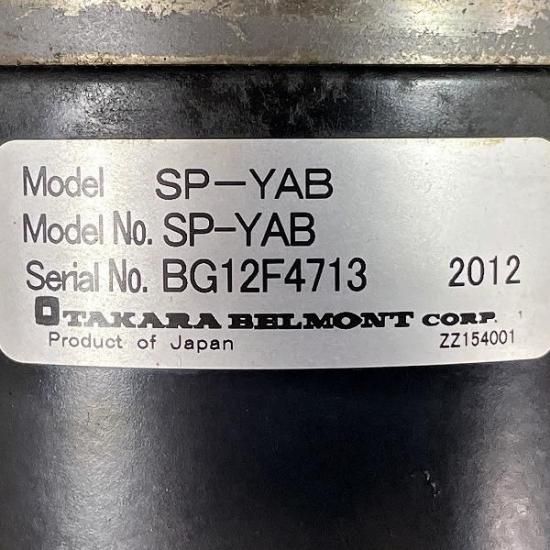 Model SP-YAB
Model No. SP-YAB
Serial No. BG12F4713 2012
TAKARA BELMONT CORP.
Product of Japan ZZ154001